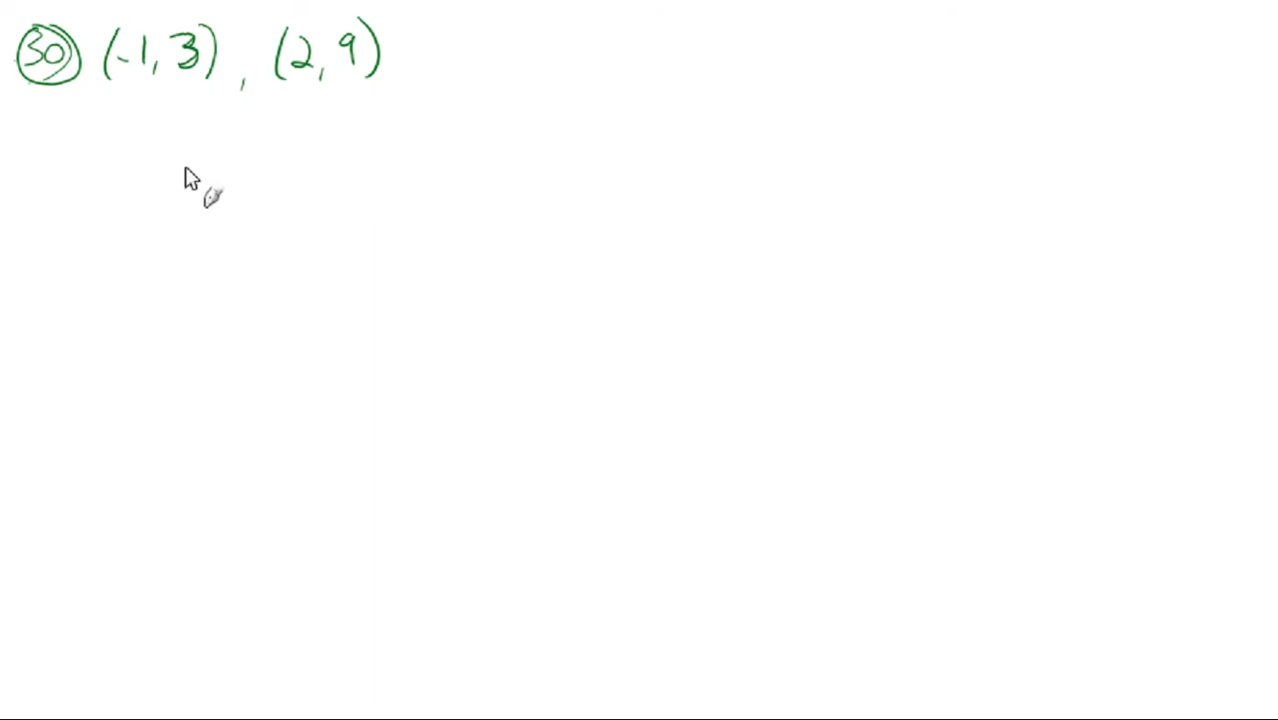 30 (-1, 3), (2, 9)